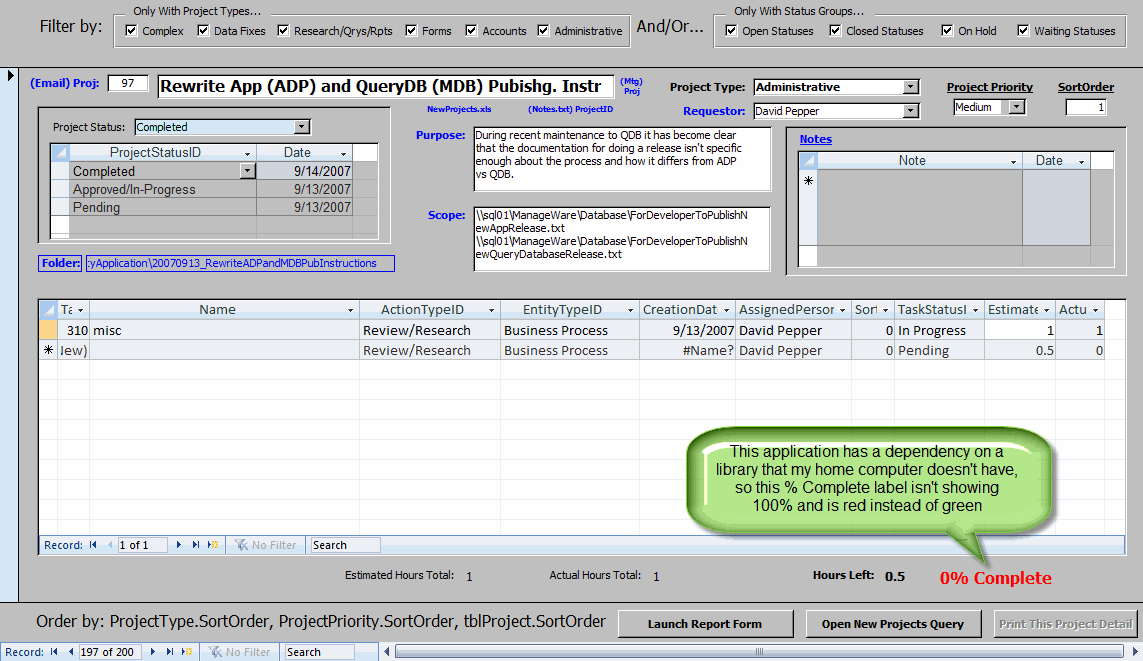 Filter by:
Only With Project Types...
Complex Data Fixes Research/Qrys/Rpts Forms Accounts Administrative
And/Or...
Only With Status Groups...
Open Statuses Closed Statuses On Hold Waiting Statuses
(Email) Proj: 97
Rewrite App (ADP) and QueryDB (MDB) Pubishg. Instr
(Mtg)
Proj
NewProjects.xls (Notes.txt) ProjectID
Project Type: Administrative
Requestor: David Pepper
Project Priority
Medium
SortOrder
1
Project Status: Completed
ProjectStatusID Date
Completed 9/14/2007
Approved/In-Progress 9/13/2007
Pending 9/13/2007
Folder: cyApplication\20070913_RewriteADPandMDBPubInstructions
Purpose:
During recent maintenance to QDB it has become clear
that the documentation for doing a release isn't specific
enough about the process and how it differs from ADP
vs QDB.
Scope:
\\sql01\ManageWare\Database\ForDeveloperToPublishN
ewAppRelease.txt
\\sql01\ManageWare\Database\ForDeveloperToPublishN
ewQueryDatabaseRelease.txt
Notes
Note Date
Ta Name ActionTypeID EntityTypeID CreationDat AssignedPersor Sort TaskStatusI Estimate Actu
310 misc Review/Research Business Process 9/13/2007 David Pepper 0 In Progress 1 1
lew) Review/Research Business Process #Name? David Pepper 0 Pending 0.5 0
This application has a dependency on a
library that my home computer doesn't have,
so this % Complete label isn't showing
100% and is red instead of green
Record: 1 of 1 No Filter Search
Estimated Hours Total: 1 Actual Hours Total: 1 Hours Left: 0.5 0% Complete
Order by: ProjectType.SortOrder, ProjectPriority.SortOrder, tblProject.SortOrder
Launch Report Form Open New Projects Query Print This Project Detail
Record: 197 of 200 No Filter Search